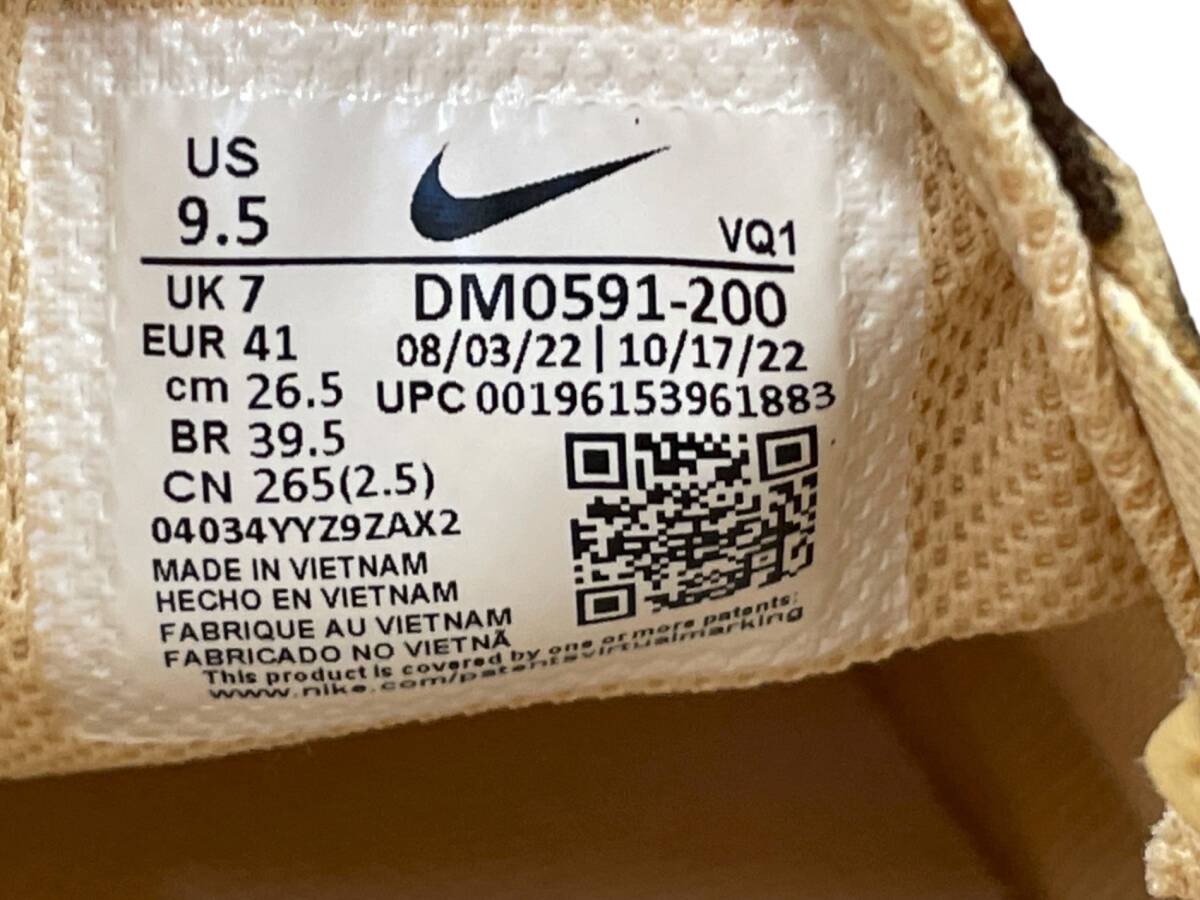 US
9.5
VQ1
UK 7
DM0591-200
EUR 41
08/03/22 | 10/17/22
cm 26.5
UPC 00196153961883
BR 39.5
CN 265(2.5)
04034YYZ9ZAX2
MADE IN VIETNAM
HECHO EN VIETNAM
FABRIQUE AU VIETNAM
FABRICADO NO VIETNÃ
This product is covered by one or more patents:
www.nike.com/patentsvirtualmarking